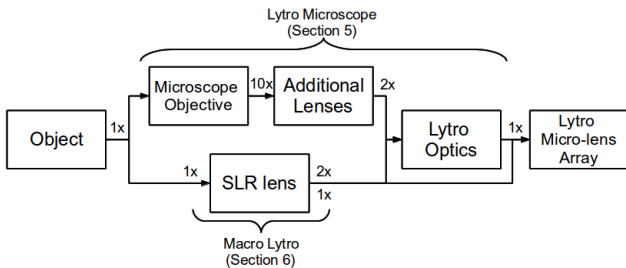 Lytro Microscope
(Section 5)
Microscope
Objective
10x
Additional
Lenses
2x
Object
1x
Lytro
Optics
1x
Lytro
Micro-lens
Array
1x
SLR lens
2x
1x
Macro Lytro
(Section 6)